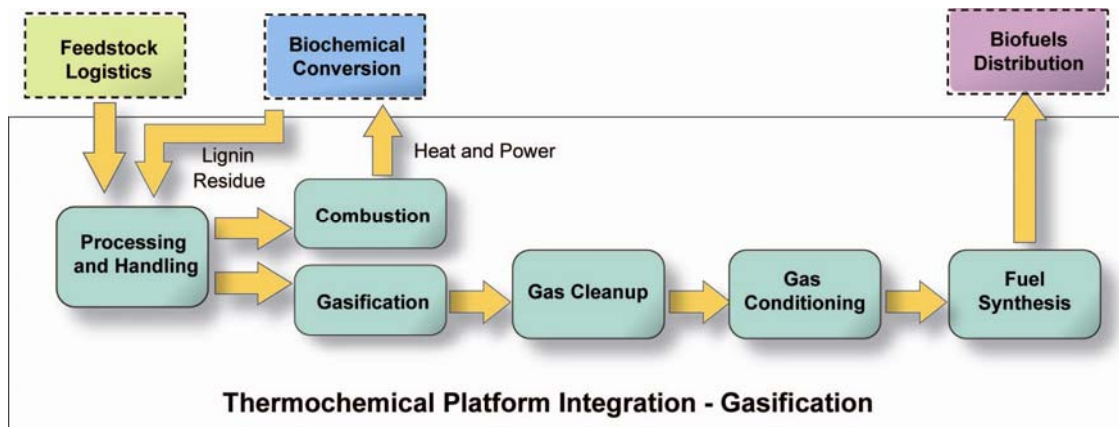 Feedstock
Logistics
Biochemical
Conversion
Biofuels
Distribution
Lignin
Residue
Heat and Power
Processing
and Handling
Combustion
Gasification
Gas Cleanup
Gas
Conditioning
Fuel
Synthesis
Thermochemical Platform Integration - Gasification